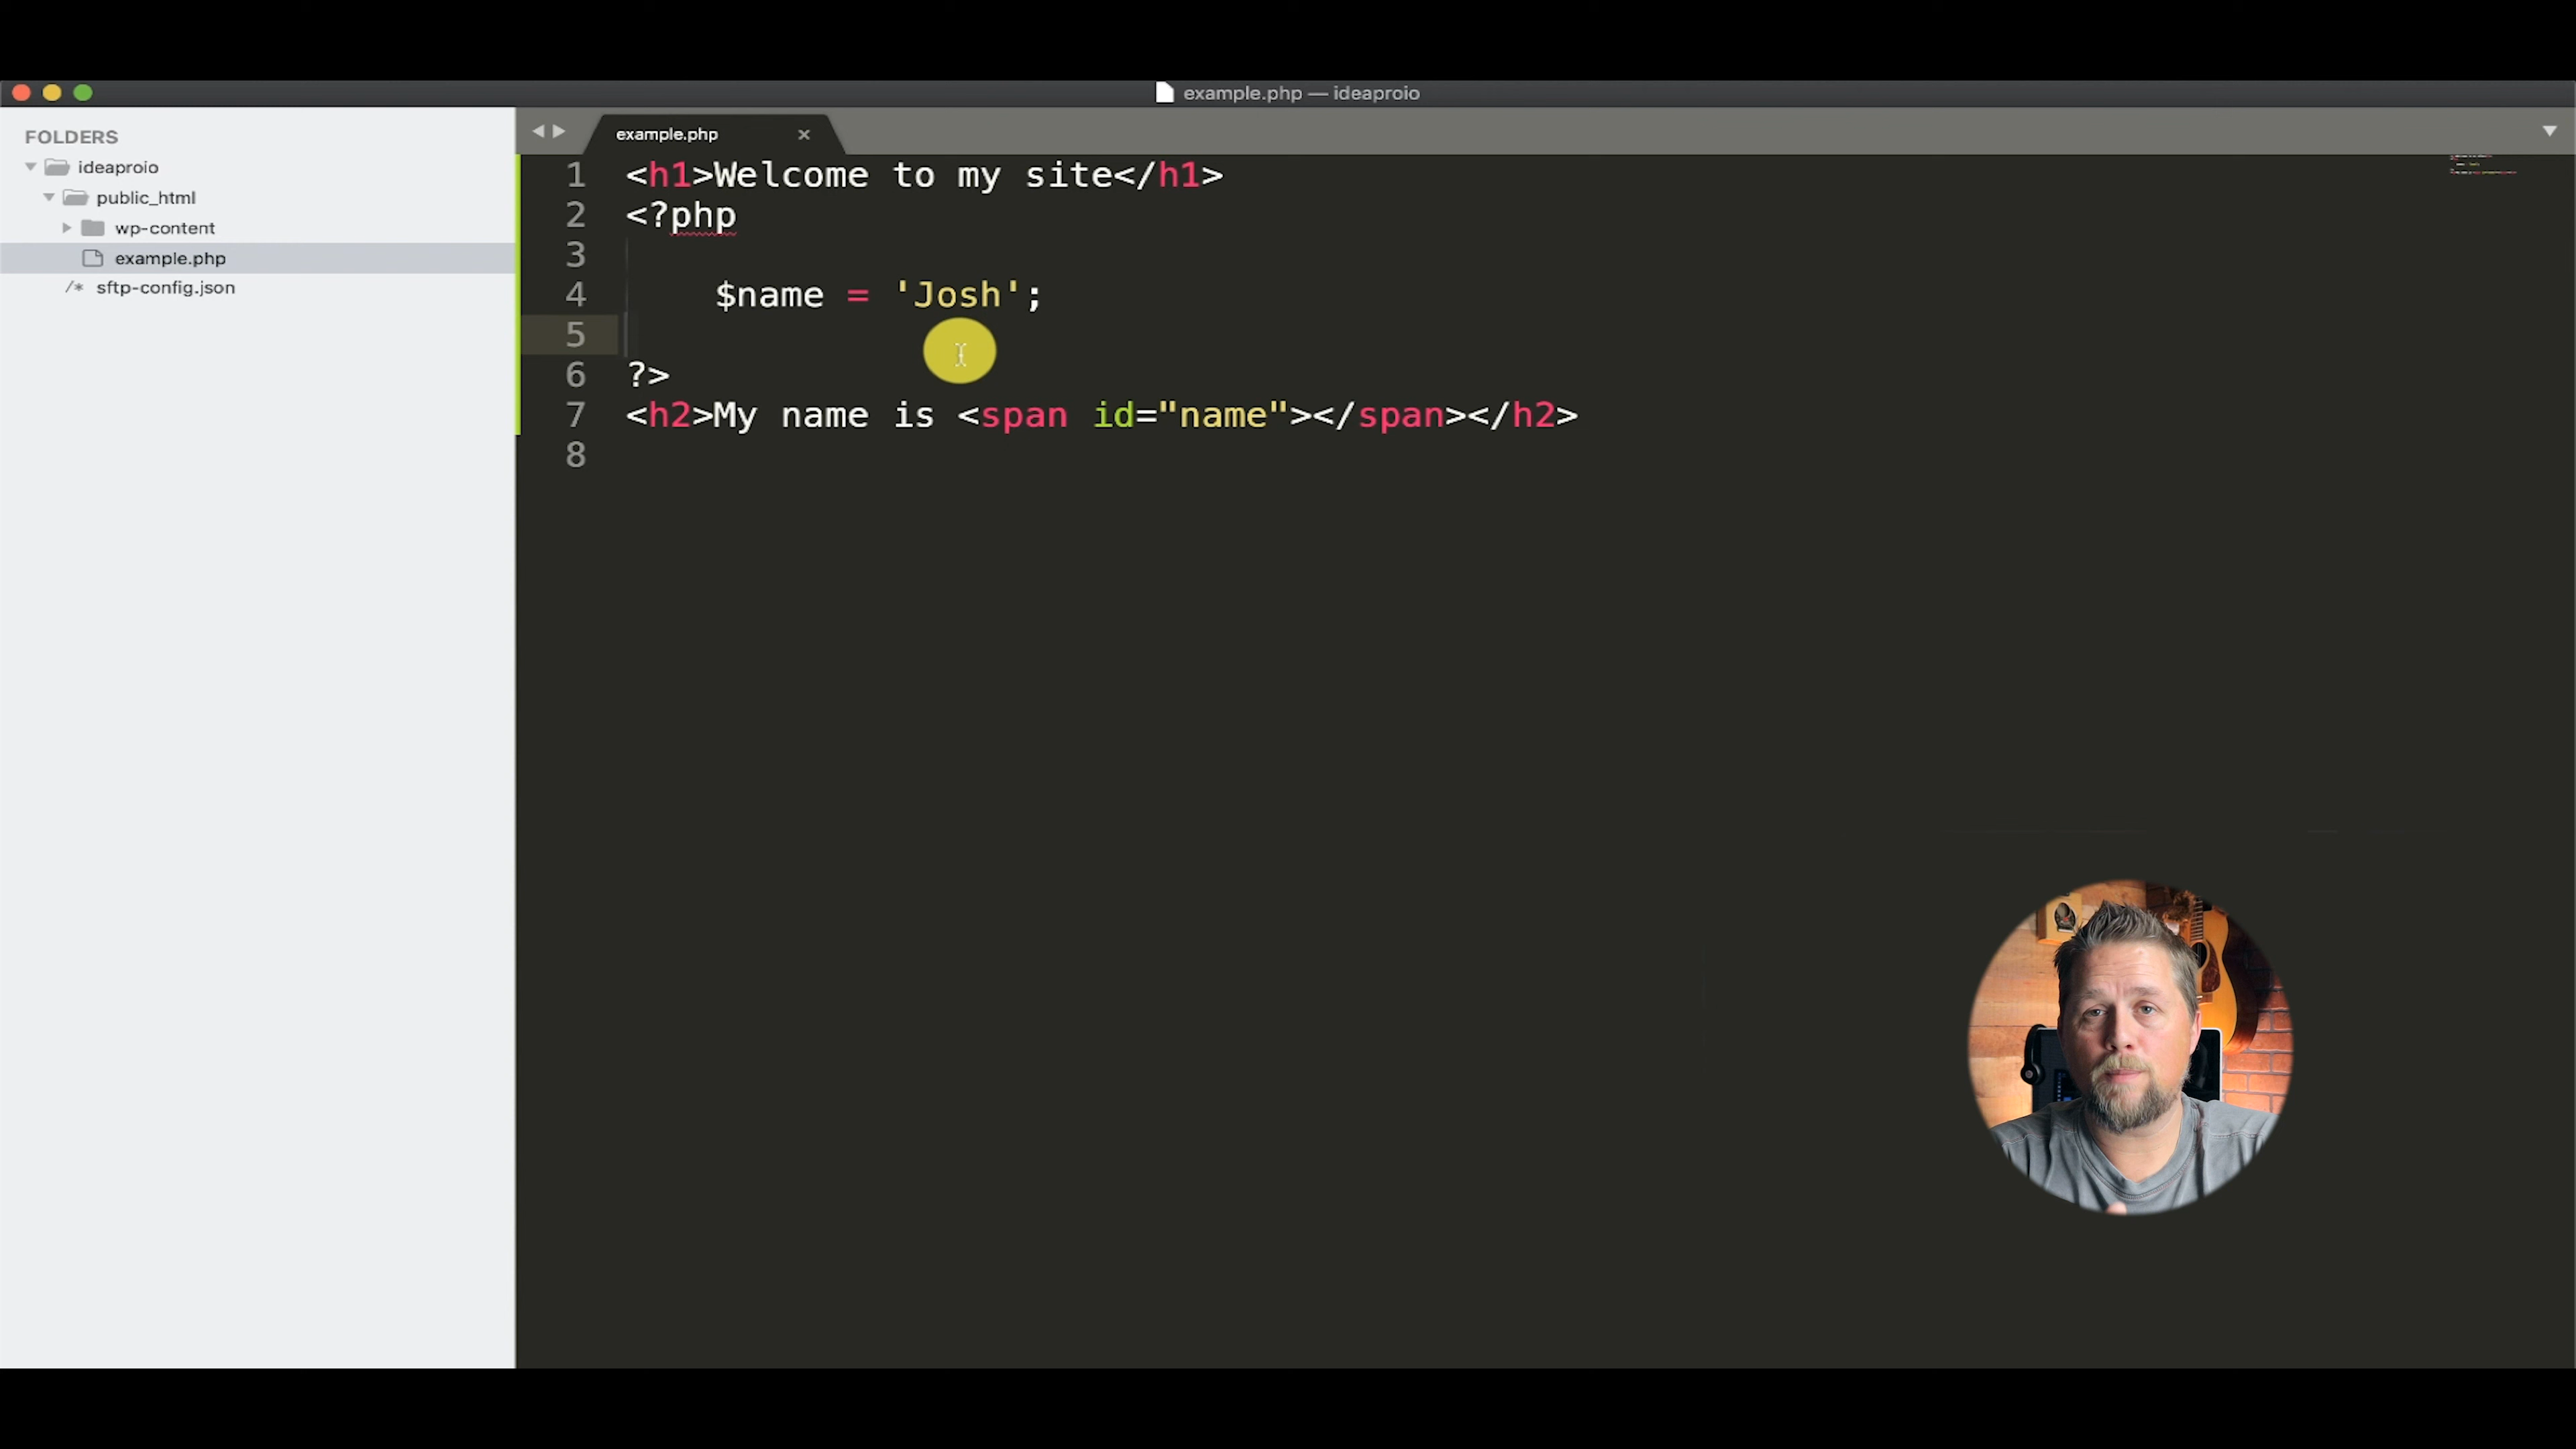 example.php — ideaproio
FOLDERS
ideaproio
public_html
wp-content
example.php
/* sftp-config.json
example.php ×
1 <h1>Welcome to my site</h1>
2 <?php
3
4 $name = 'Josh';
5
6 ?>
7 <h2>My name is <span id="name"></span></h2>
8